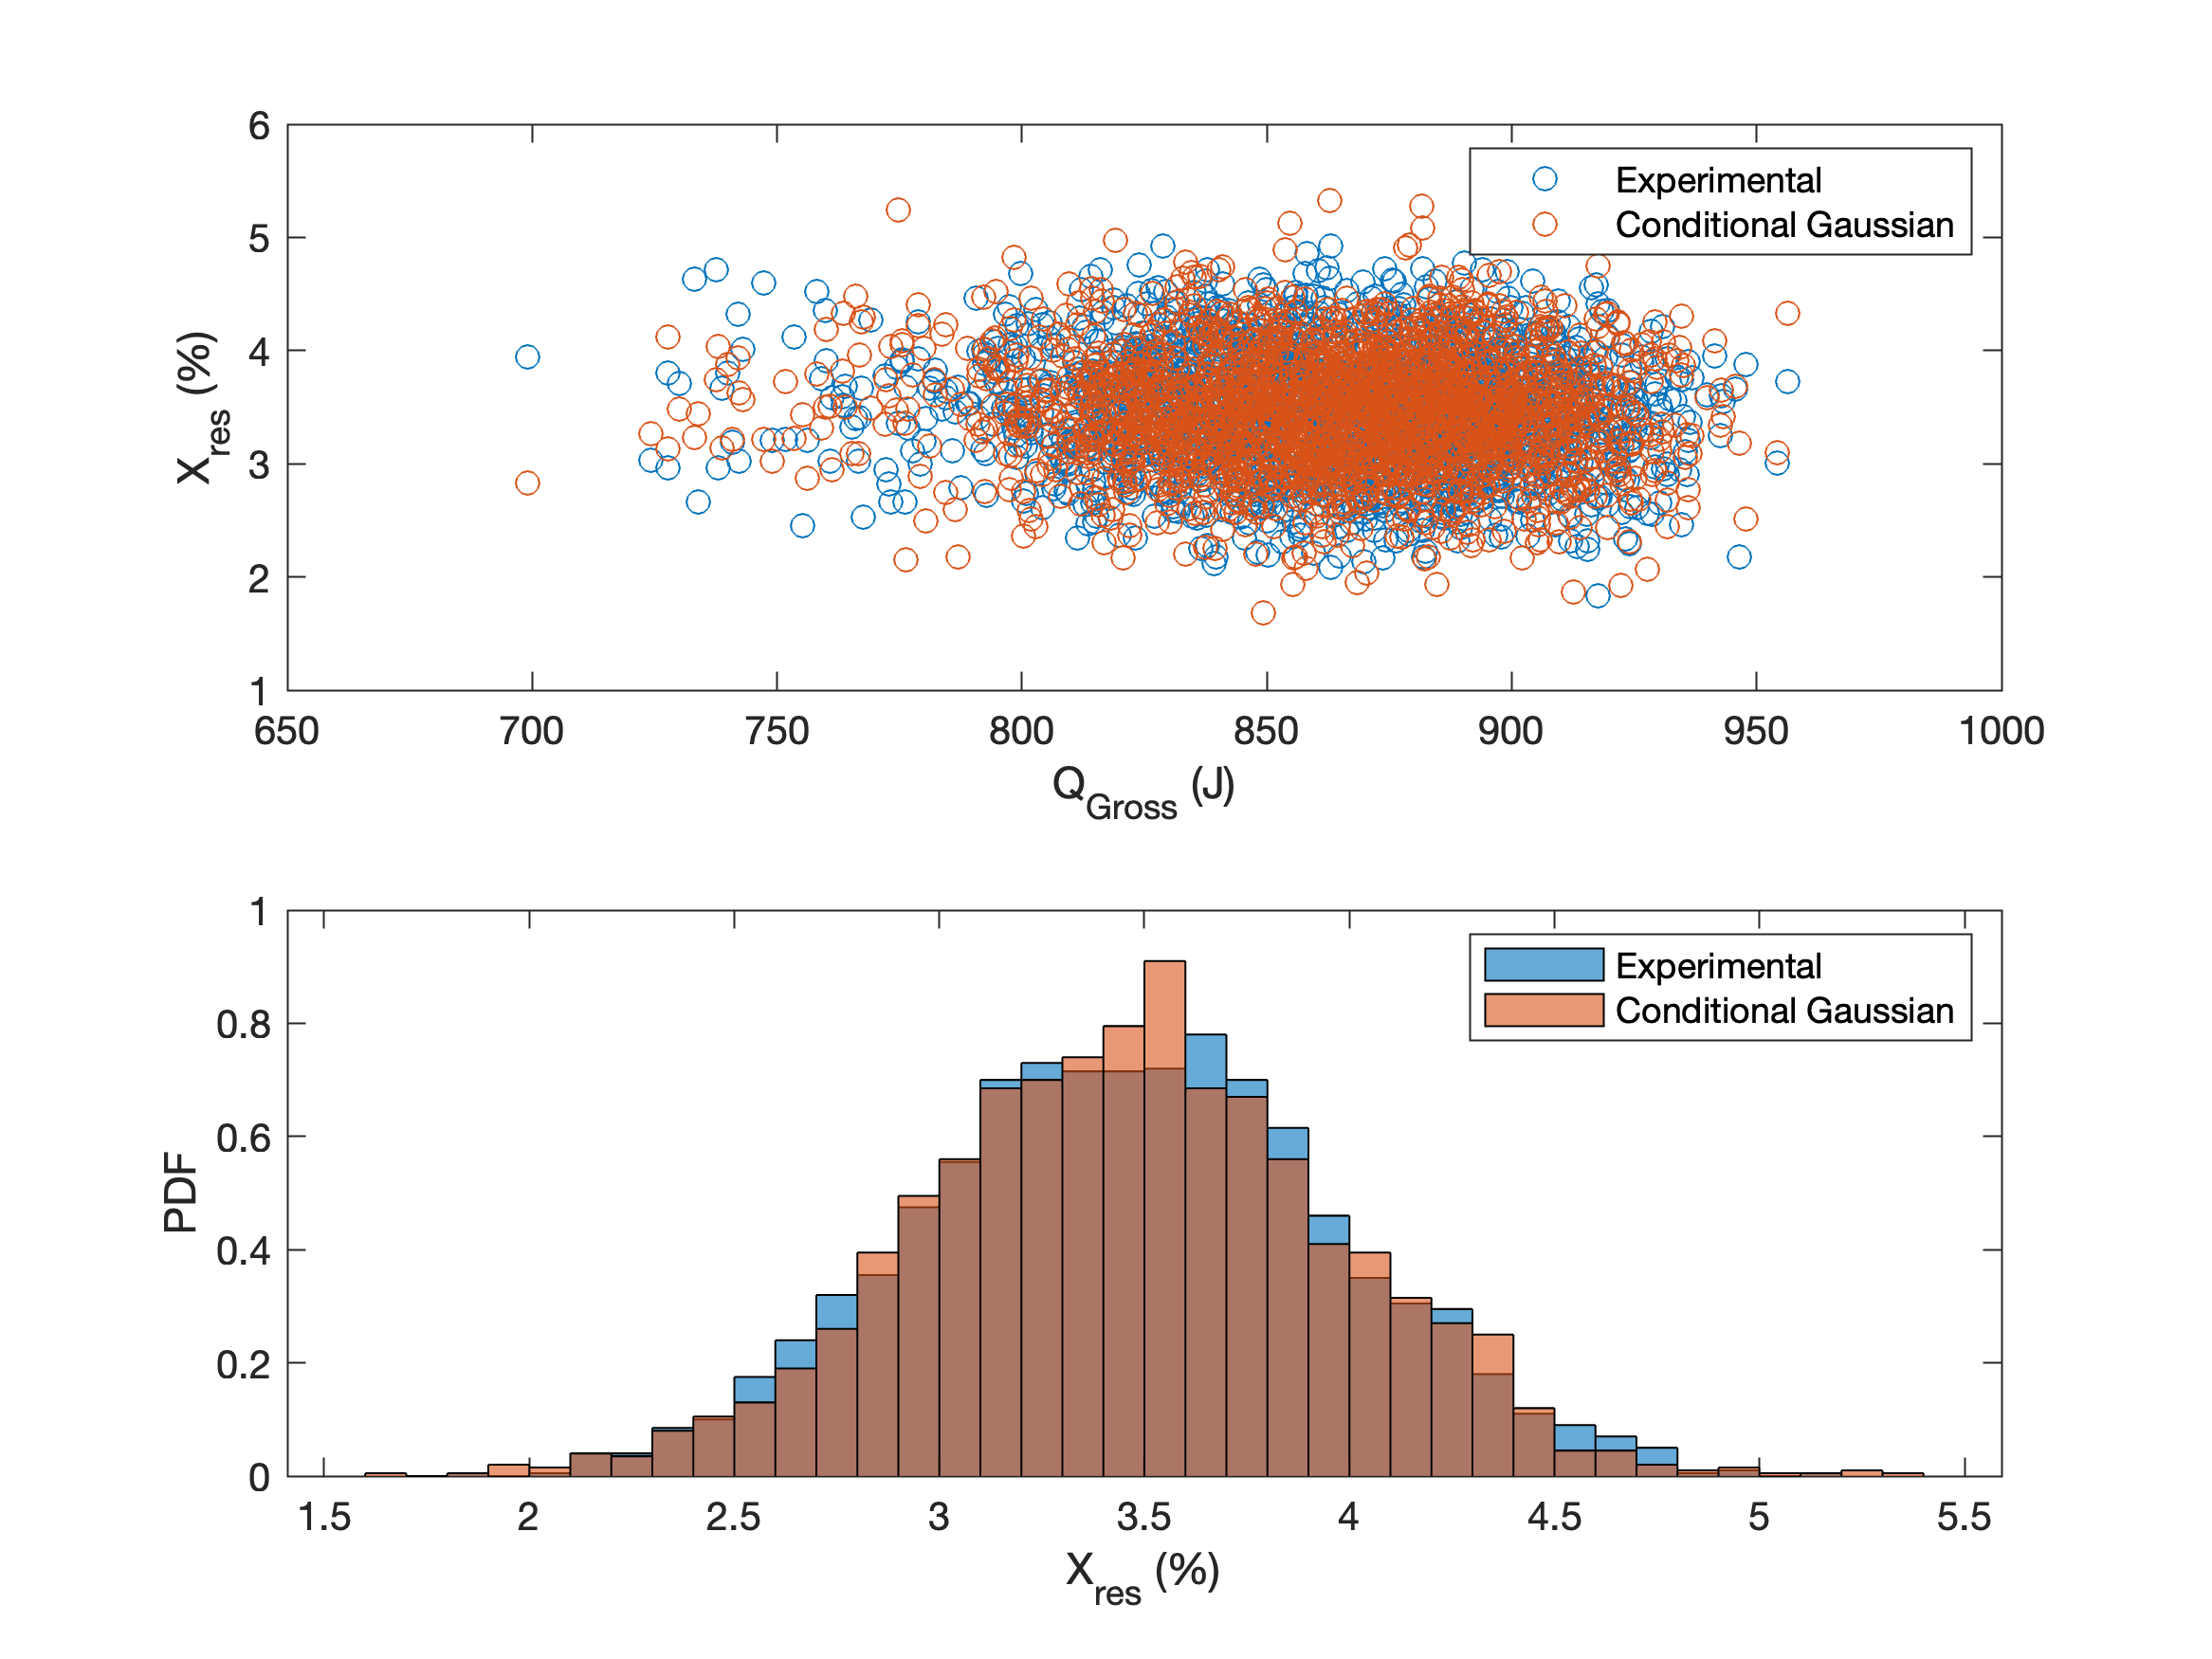 6
5
4
3
2
1
X_res (%)
Experimental
Conditional Gaussian
650 700 750 800 850 900 950 1000
Q_Gross (J)
1
0.8
0.6
0.4
0.2
0
PDF
Experimental
Conditional Gaussian
1.5 2 2.5 3 3.5 4 4.5 5 5.5
X_res (%)